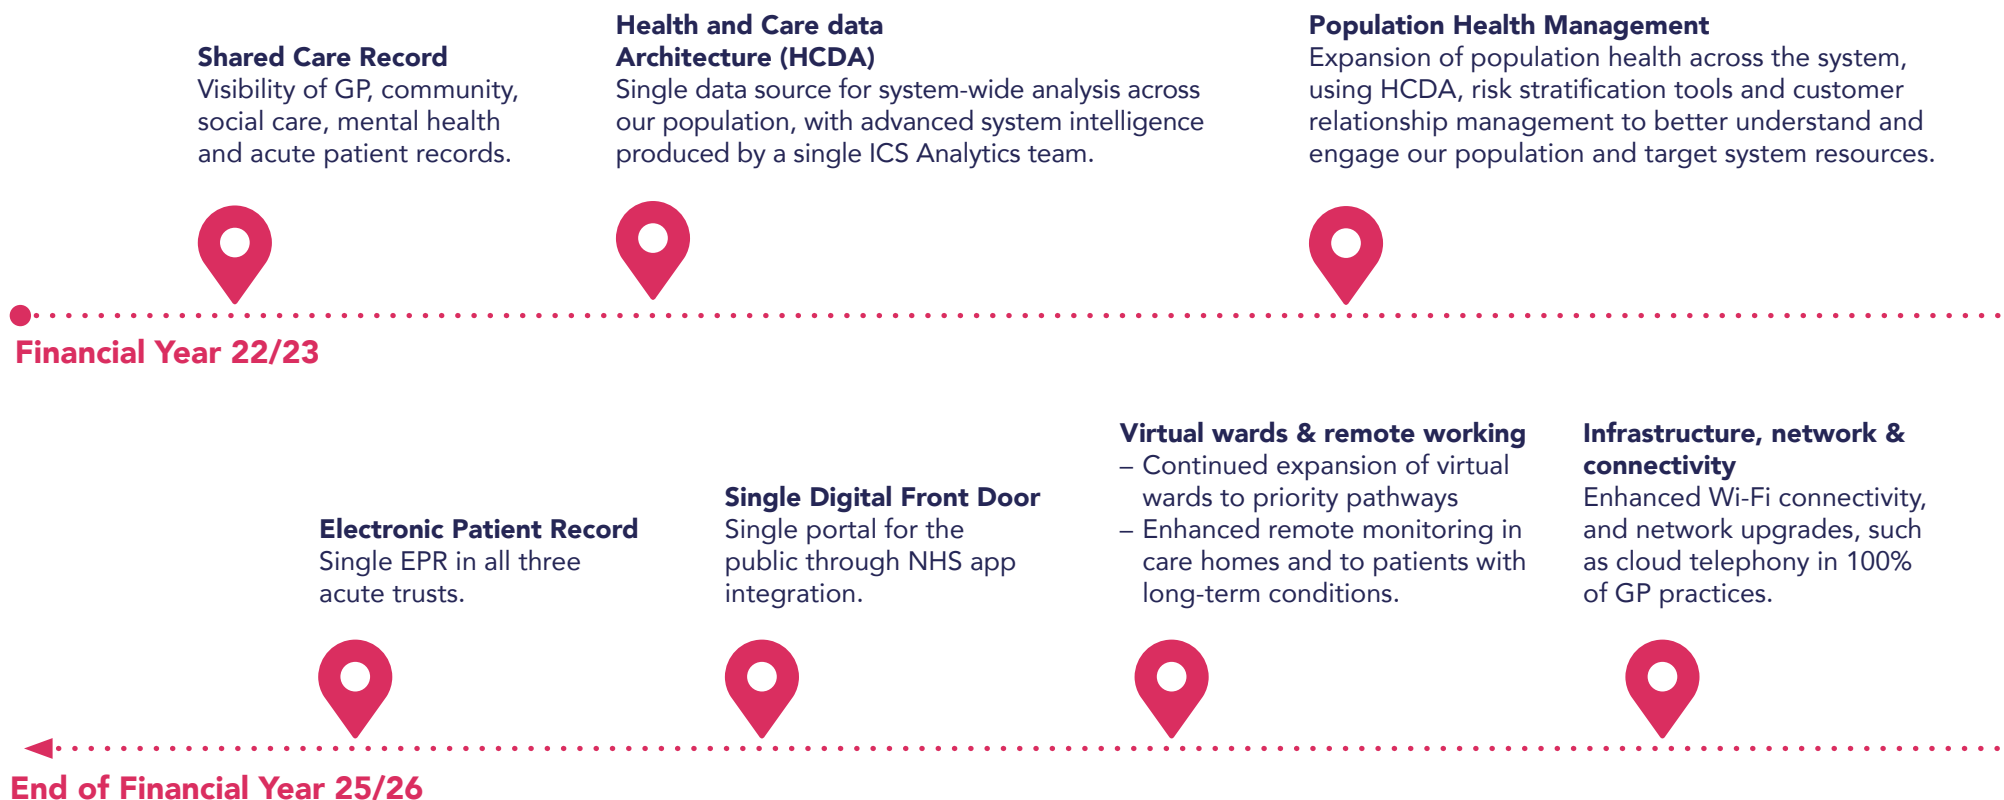 Shared Care Record
Visibility of GP, community,
social care, mental health
and acute patient records.
Health and Care data
Architecture (HCDA)
Single data source for system-wide analysis across
our population, with advanced system intelligence
produced by a single ICS Analytics team.
Population Health Management
Expansion of population health across the system,
using HCDA, risk stratification tools and customer
relationship management to better understand and
engage our population and target system resources.
Financial Year 22/23
Electronic Patient Record
Single EPR in all three
acute trusts.
Single Digital Front Door
Single portal for the
public through NHS app
integration.
Virtual wards & remote working
– Continued expansion of virtual
wards to priority pathways
– Enhanced remote monitoring in
care homes and to patients with
long-term conditions.
Infrastructure, network &
connectivity
Enhanced Wi-Fi connectivity,
and network upgrades, such
as cloud telephony in 100%
of GP practices.
End of Financial Year 25/26